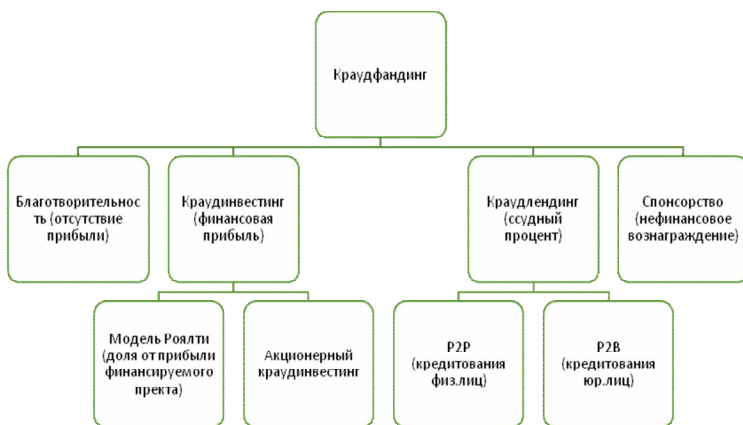 Краудфандинг
Благотворительнос
ть (отсутствие
прибыли)
Краудинвестинг
(финансовая
прибыль)
Краудлендинг
(ссудный
процент)
Спонсорство
(нефинансовое
вознаграждение)
Модель Роялти
(доля от прибыли
финансируемого
пректа)
Акционерный
краудинвестинг
P2P
(кредитования
физ.лиц)
P2B
(кредитования
юр.лиц)